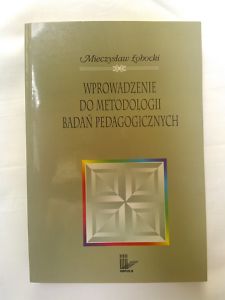 Mieczysław Łobocki
WPROWADZENIE
DO METODOLOGII
BADAŃ PEDAGOGICZNYCH